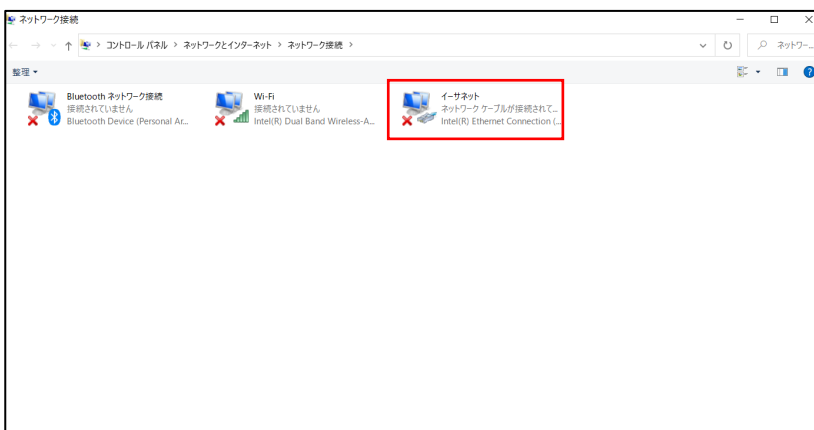 ネットワーク接続
コントロール パネル > ネットワークとインターネット > ネットワーク接続 >
ネットワー...
整理
Bluetooth ネットワーク接続
接続されていません
Bluetooth Device (Personal Ar...
Wi-Fi
接続されていません
Intel(R) Dual Band Wireless-A...
イーサネット
ネットワーク ケーブルが接続されて...
Intel(R) Ethernet Connection (...